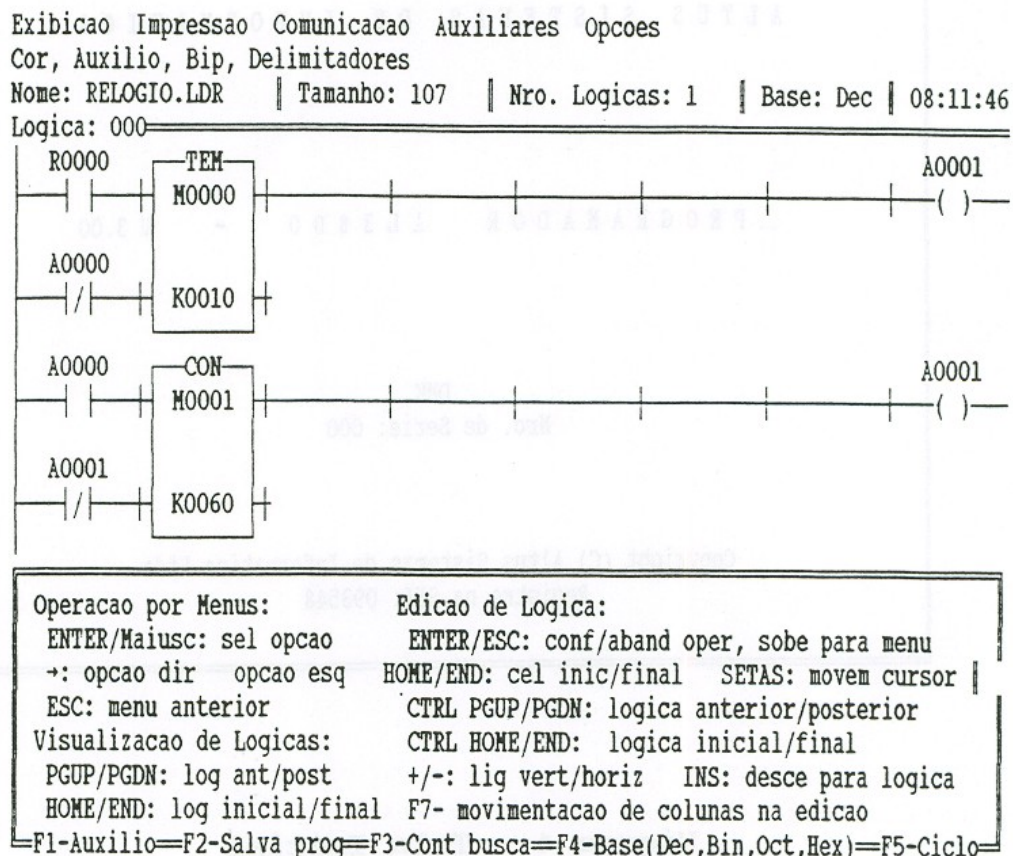 Exibicao Impressao Comunicacao Auxiliares Opcoes
Cor, Auxilio, Bip, Delimitadores
Nome: RELOGIO.LDR ║ Tamanho: 107 ║ Nro. Logicas: 1 ║ Base: Dec ║ 08:11:46
Logica: 000
R0000 TEM A0001
M0000 ( )
A0000
/ K0010
A0000 CON A0001
M0001 ( )
A0001
/ K0060
Operacao por Menus: Edicao de Logica:
ENTER/Maiusc: sel opcao ENTER/ESC: conf/aband oper, sobe para menu
→: opcao dir opcao esq HOME/END: cel inic/final SETAS: movem cursor
ESC: menu anterior CTRL PGUP/PGDN: logica anterior/posterior
Visualizacao de Logicas: CTRL HOME/END: logica inicial/final
PGUP/PGDN: log ant/post +/-: lig vert/horiz INS: desce para logica
HOME/END: log inicial/final F7- movimentacao de colunas na edicao
F1-Auxilio═F2-Salva prog═F3-Cont busca═F4-Base(Dec,Bin,Oct,Hex)═F5-Ciclo